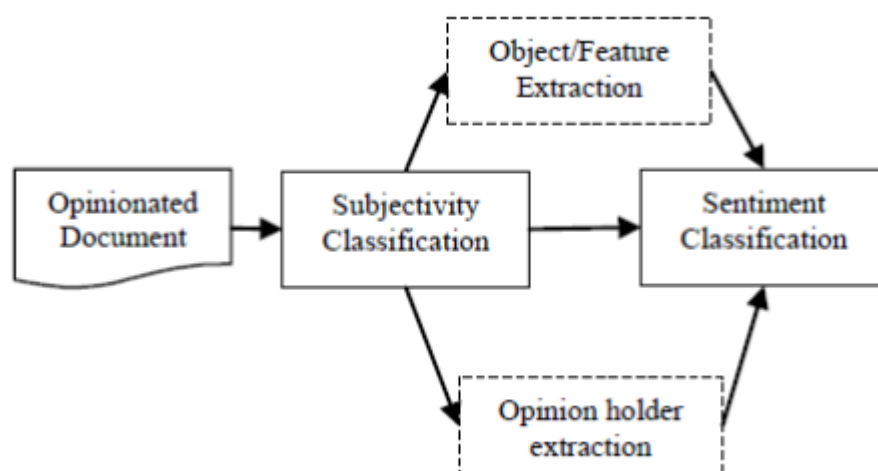 Object/Feature
Extraction
Opinionated
Document
Subjectivity
Classification
Sentiment
Classification
Opinion holder
extraction